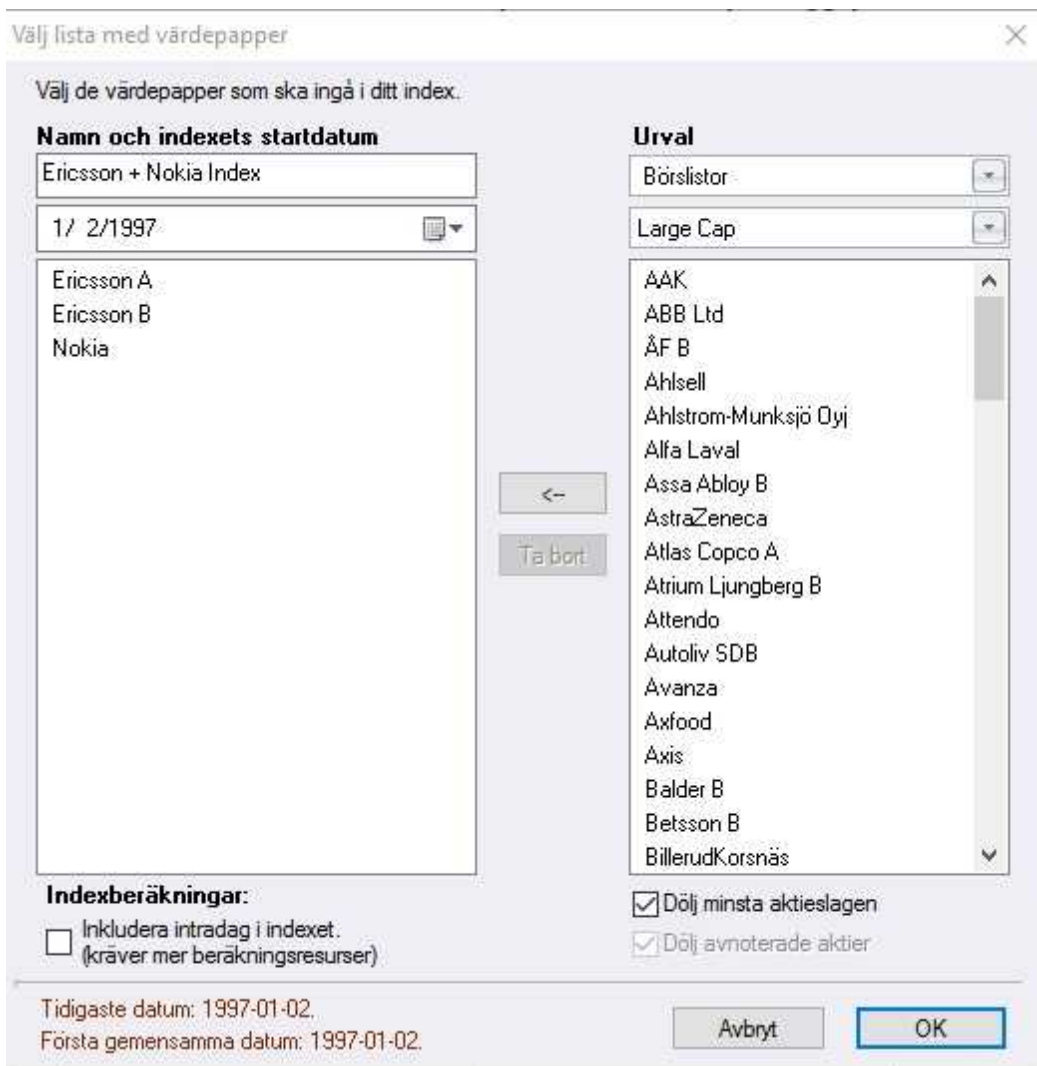 Välj lista med värdepapper
Välj de värdepapper som ska ingå i ditt index.
Namn och indexets startdatum
Ericsson + Nokia Index
1/ 2/1997
Ericsson A
Ericsson B
Nokia
<--
Ta bort
Urval
Börslistor
Large Cap
AAK
ABB Ltd
ÅF B
Ahlsell
Ahlstrom-Munksjö Oyj
Alfa Laval
Assa Abloy B
AstraZeneca
Atlas Copco A
Atrium Ljungberg B
Attendo
Autoliv SDB
Avanza
Axfood
Axis
Balder B
Betsson B
BillerudKorsnäs
Indexberäkningar:
Inkludera intradag i indexet.
(kräver mer beräkningsresurser)
Dölj minsta aktieslagen
Dölj avnoterade aktier
Tidigaste datum: 1997-01-02.
Första gemensamma datum: 1997-01-02.
Avbryt
OK